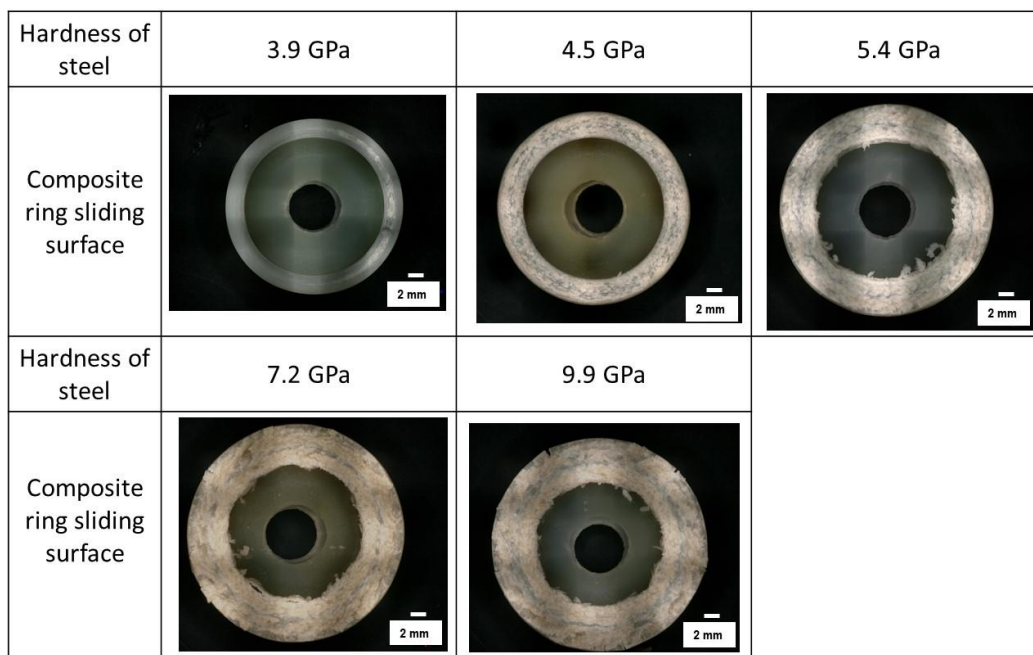 Hardness of
steel
3.9 GPa
4.5 GPa
5.4 GPa
Composite
ring sliding
surface
2 mm
2 mm
2 mm
Hardness of
steel
7.2 GPa
9.9 GPa
Composite
ring sliding
surface
2 mm
2 mm